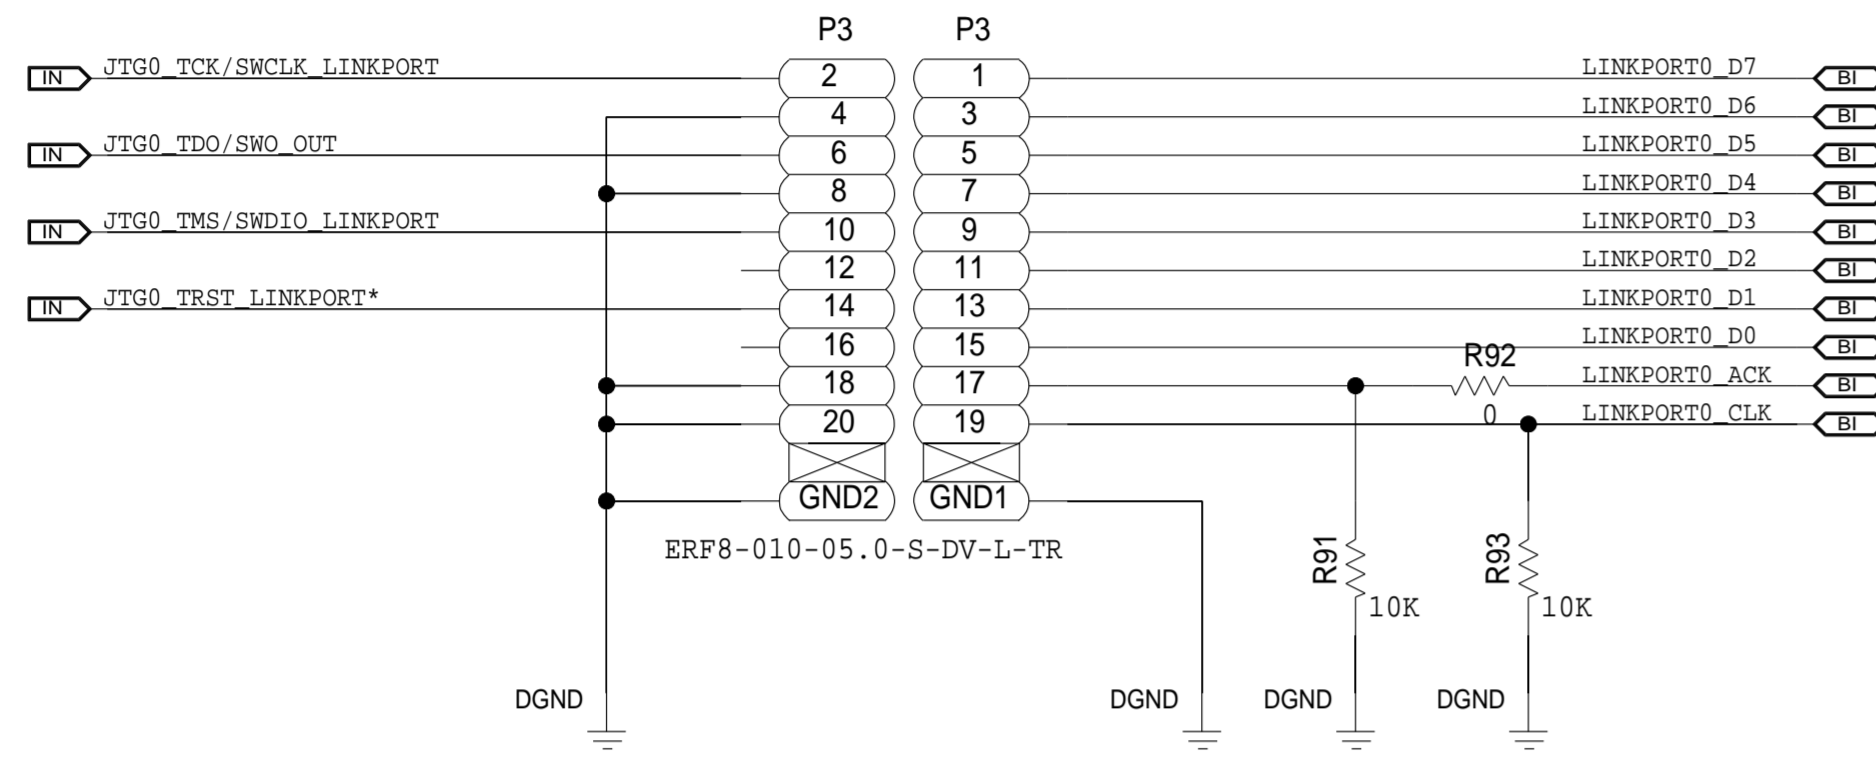 P3 P3
IN JTG0_TCK/SWCLK_LINKPORT 2 1 LINKPORT0_D7 BI
4 3 LINKPORT0_D6 BI
IN JTG0_TDO/SWO_OUT 6 5 LINKPORT0_D5 BI
8 7 LINKPORT0_D4 BI
IN JTG0_TMS/SWDIO_LINKPORT 10 9 LINKPORT0_D3 BI
12 11 LINKPORT0_D2 BI
IN JTG0_TRST_LINKPORT* 14 13 LINKPORT0_D1 BI
16 15 LINKPORT0_D0 BI
R92
18 17 LINKPORT0_ACK BI
0
20 19 LINKPORT0_CLK BI
GND2 GND1
ERF8-010-05.0-S-DV-L-TR
R91 10K R93 10K
DGND DGND DGND DGND